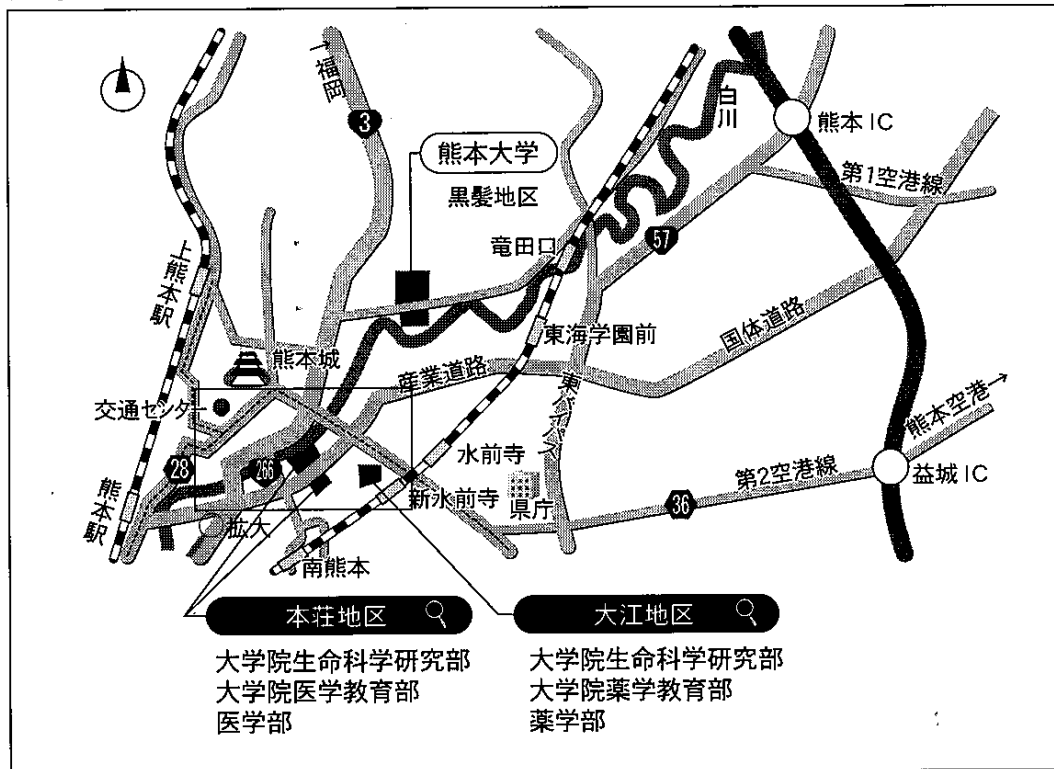 →福岡
3
白川
熊本IC
熊本大学
黒髪地区
第1空港線
竜田口
57
上熊本駅
東海学園前
国体道路
熊本城
産業道路
東バイパス
交通センター
熊本空港→
水前寺
28
266
第2空港線
益城IC
新水前寺
県庁
36
熊本駅
拡大
南熊本
本荘地区
大学院生命科学研究部
大学院医学教育部
医学部
大江地区
大学院生命科学研究部
大学院薬学教育部
薬学部